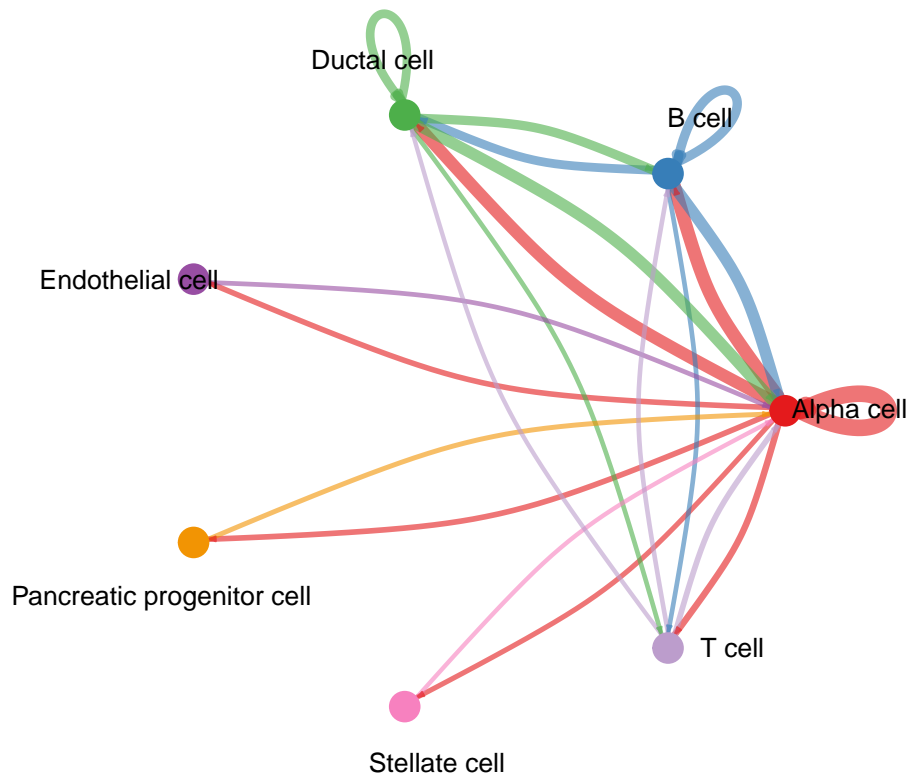 Ductal cell
B cell
Endothelial cell
Alpha cell
Pancreatic progenitor cell
T cell
Stellate cell